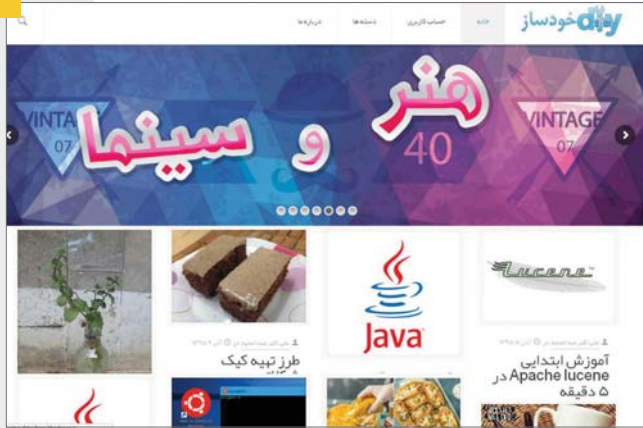 diy خودساز
خانه
حساب کاربری
دسته ها
درباره ما
هنر و سینما
VINTAGE
07
40
VINTAGE
07
Lucene
Java
آموزش ابتدایی
Apache lucene در
۵ دقیقه
طرز تهیه کیک